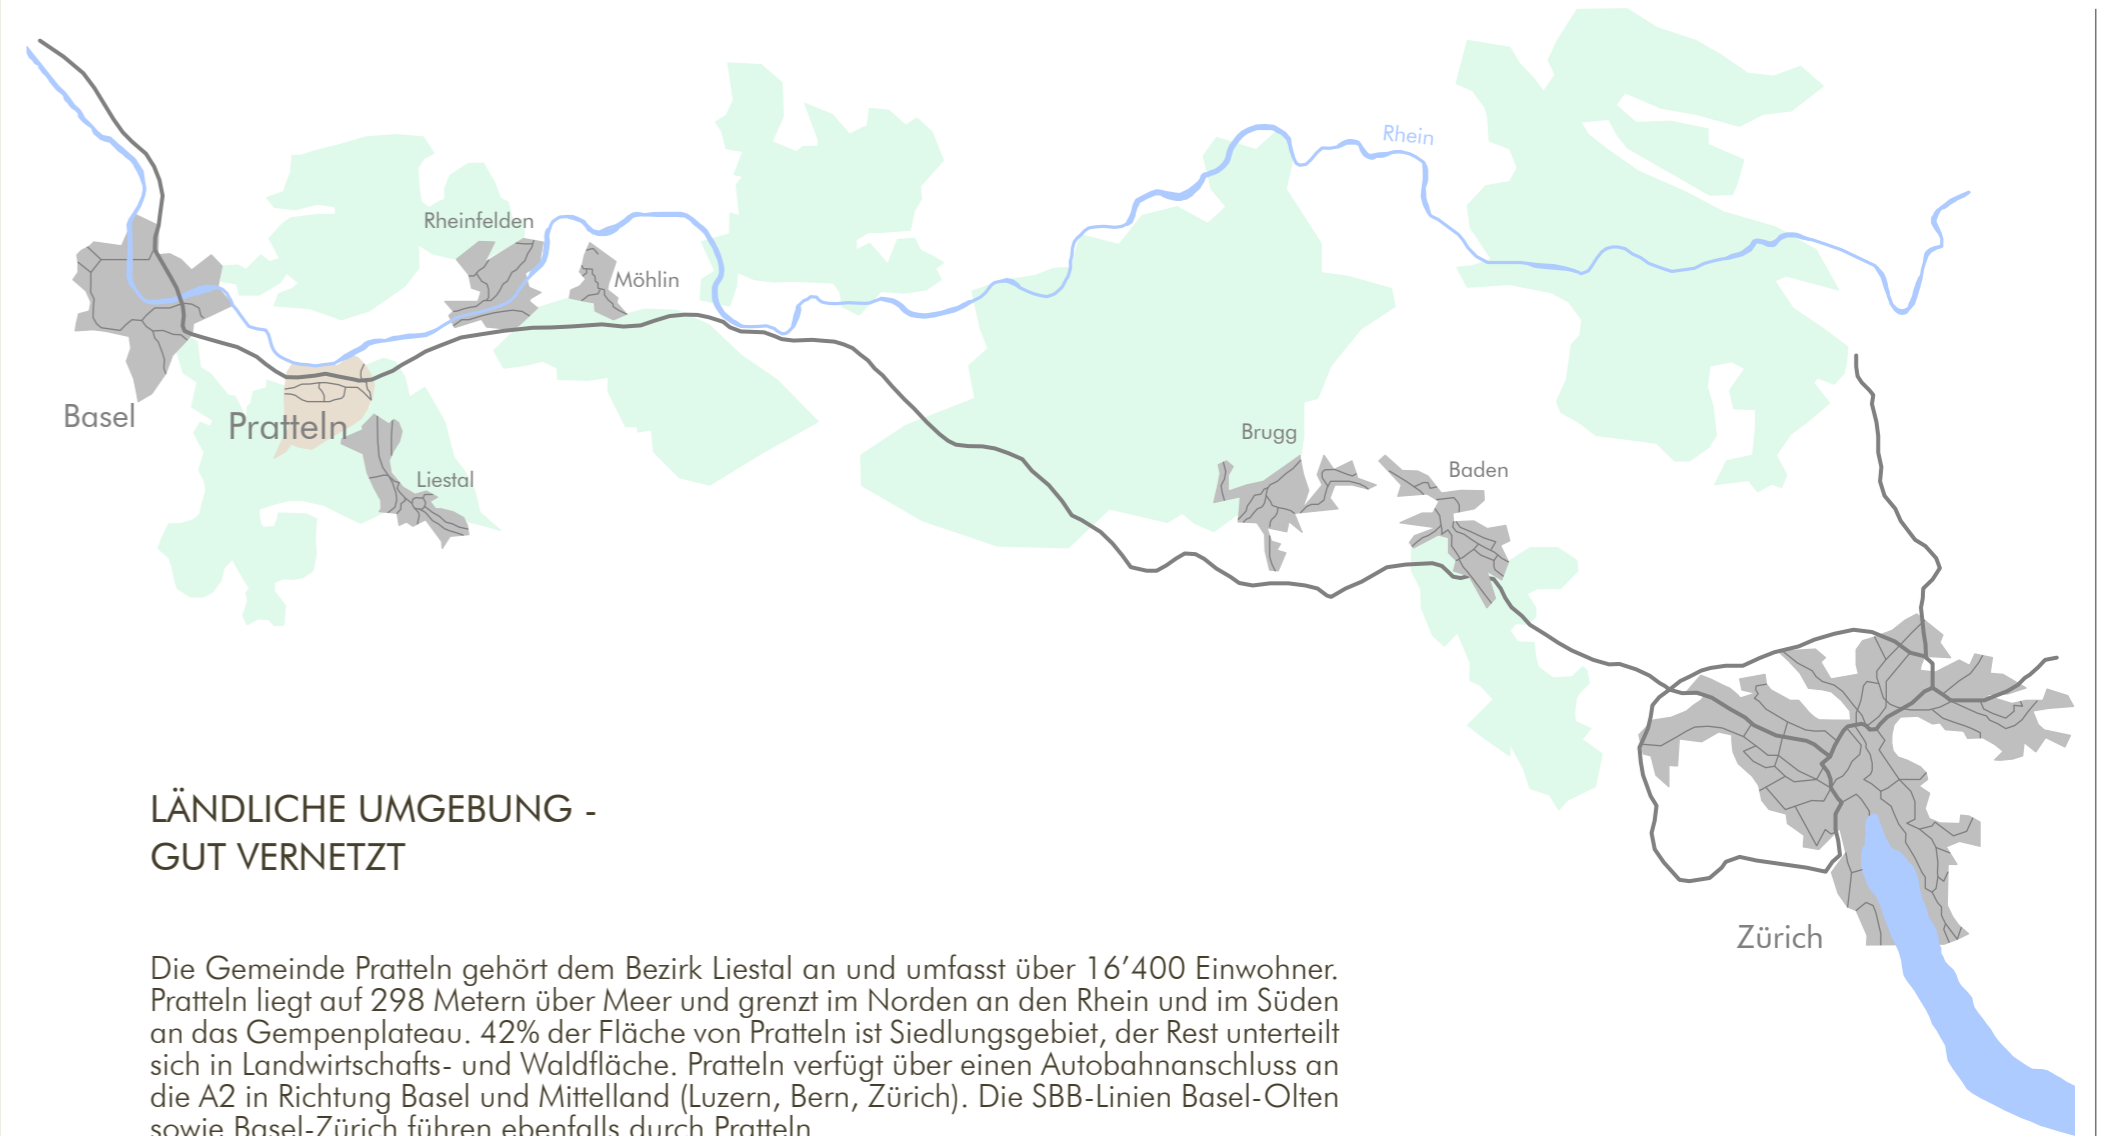 Rhein
Rheinfelden
Möhlin
Basel
Pratteln
Brugg
Baden
Liestal
Zürich
LÄNDLICHE UMGEBUNG -
GUT VERNETZT
Die Gemeinde Pratteln gehört dem Bezirk Liestal an und umfasst über 16’400 Einwohner.
Pratteln liegt auf 298 Metern über Meer und grenzt im Norden an den Rhein und im Süden
an das Gempenplateau. 42% der Fläche von Pratteln ist Siedlungsgebiet, der Rest unterteilt
sich in Landwirtschafts- und Waldfläche. Pratteln verfügt über einen Autobahnanschluss an
die A2 in Richtung Basel und Mittelland (Luzern, Bern, Zürich). Die SBB-Linien Basel-Olten
sowie Basel-Zürich führen ebenfalls durch Pratteln